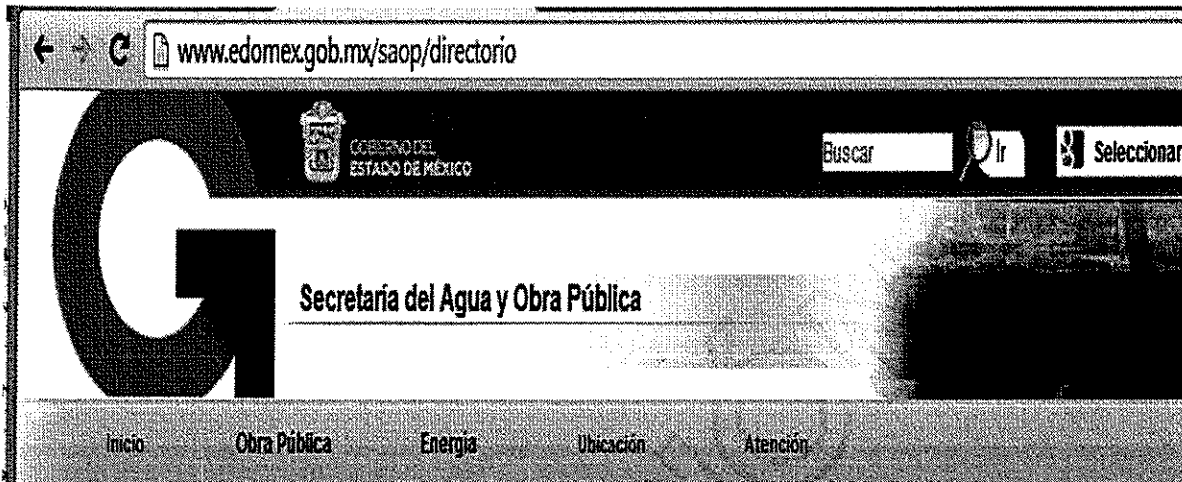 www.edomex.gob.mx/saop/directorio
GOBIERNO DEL
ESTADO DE MÉXICO
Buscar
Ir
Seleccionar
Secretaría del Agua y Obra Pública
Inicio
Obra Pública
Energía
Ubicación
Atención